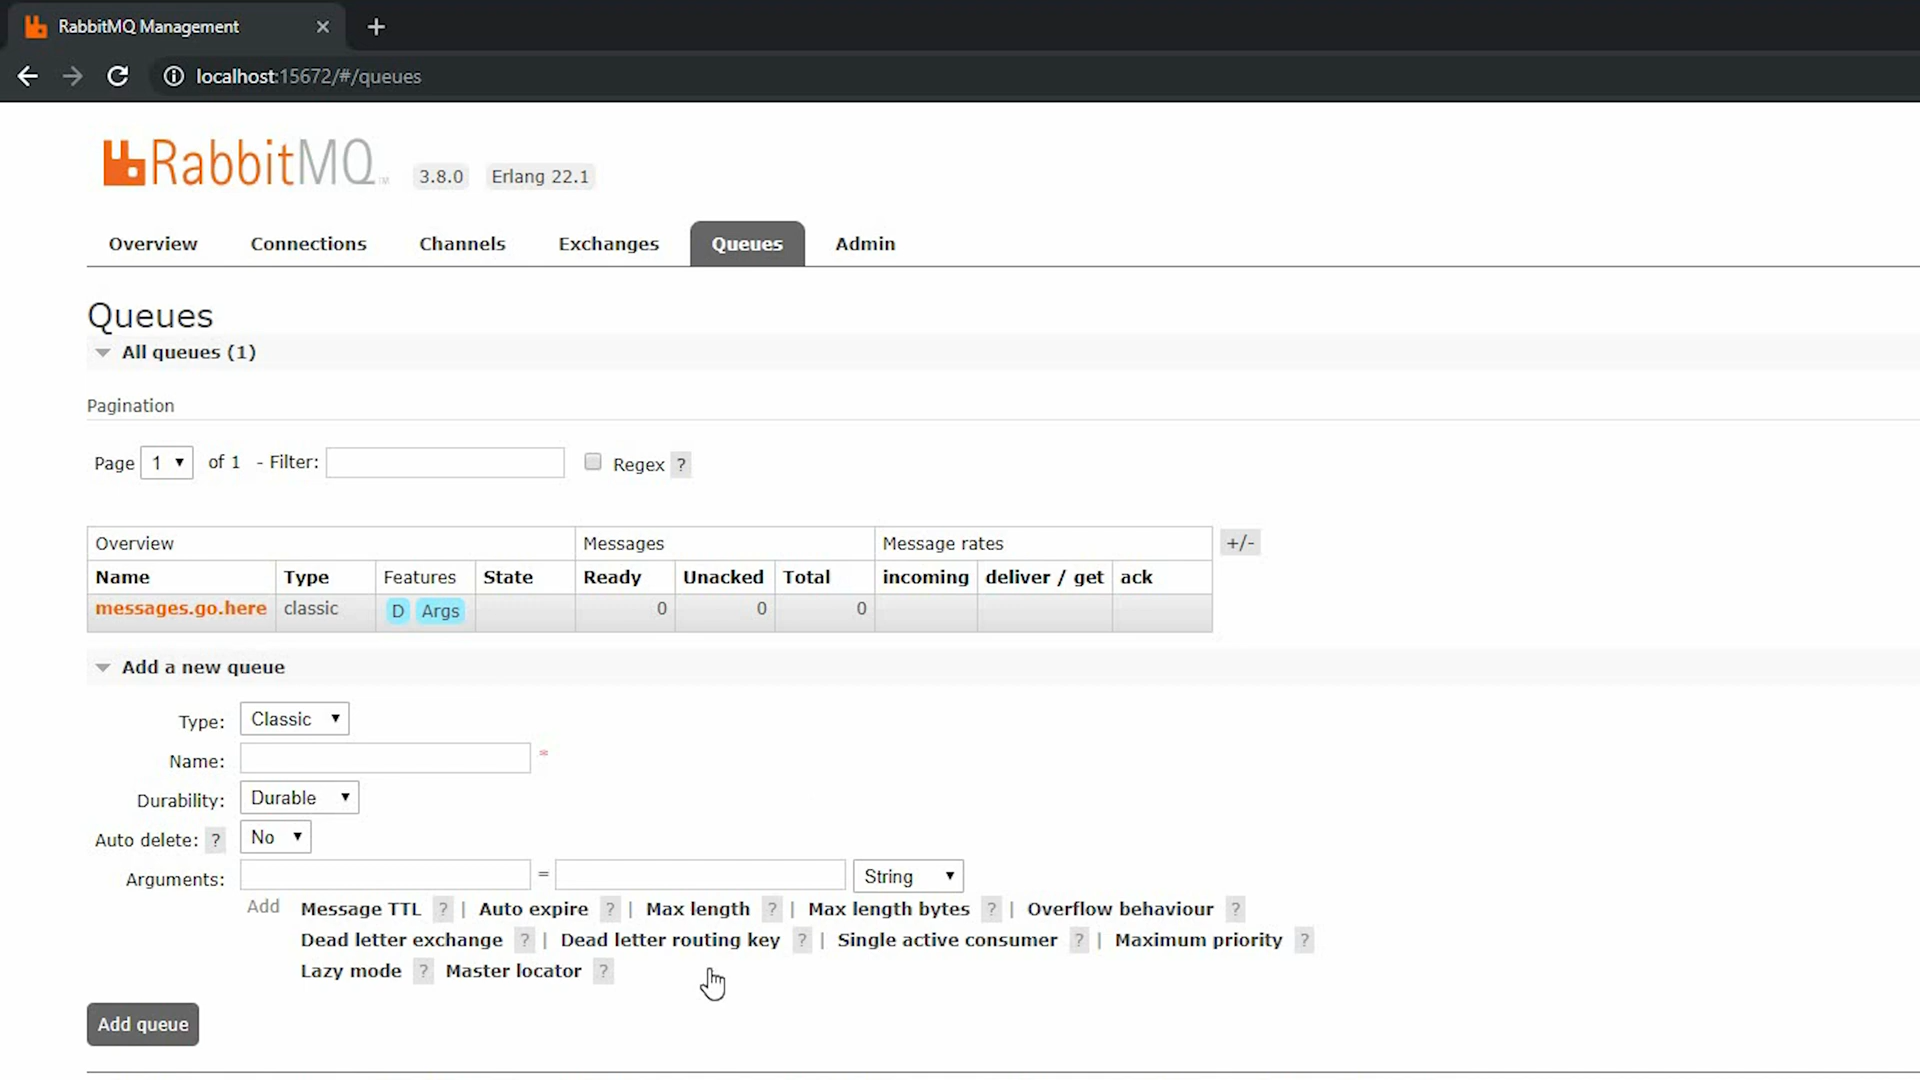 RabbitMQ Management
localhost:15672/#/queues
RabbitMQ TM 3.8.0 Erlang 22.1
Overview Connections Channels Exchanges Queues Admin
Queues
All queues (1)
Pagination
Page 1 of 1 - Filter: Regex ?
Overview Messages Message rates +/-
Name Type Features State Ready Unacked Total incoming deliver / get ack
messages.go.here classic D Args 0 0 0
Add a new queue
Type: Classic
Name: *
Durability: Durable
Auto delete: ? No
Arguments: = String
Add Message TTL ? | Auto expire ? | Max length ? | Max length bytes ? | Overflow behaviour ?
Dead letter exchange ? | Dead letter routing key ? | Single active consumer ? | Maximum priority ?
Lazy mode ? Master locator ?
Add queue